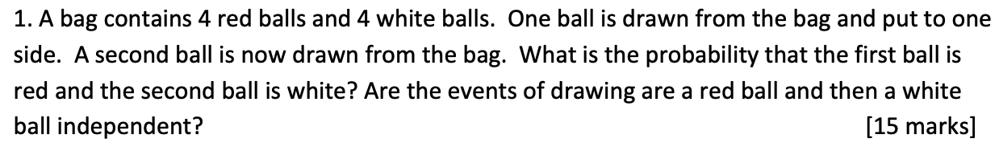 1. A bag contains 4 red balls and 4 white balls.  One ball is drawn from the bag and put to one
side.  A second ball is now drawn from the bag.  What is the probability that the first ball is
red and the second ball is white? Are the events of drawing are a red ball and then a white
ball independent? [15 marks]